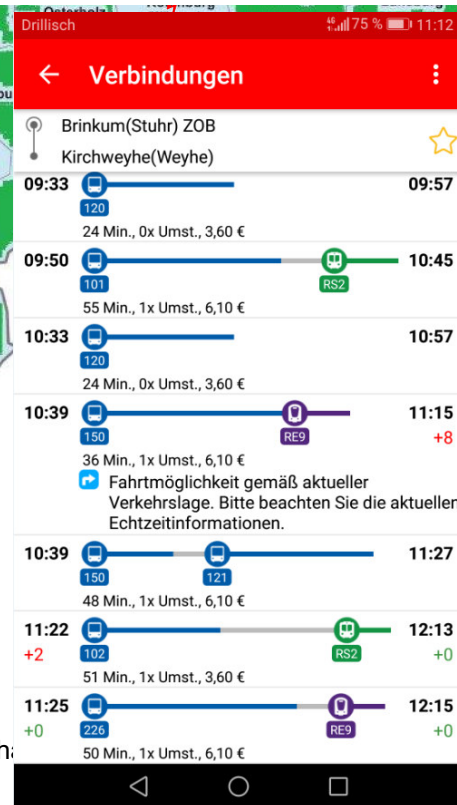 Drillisch 46 75 % 11:12
Verbindungen
Brinkum(Stuhr) ZOB
Kirchweyhe(Weyhe)
09:33 09:57
120
24 Min., 0x Umst., 3,60 €
09:50 10:45
101 RS2
55 Min., 1x Umst., 6,10 €
10:33 10:57
120
24 Min., 0x Umst., 3,60 €
10:39 11:15
150 RE9 +8
36 Min., 1x Umst., 6,10 €
Fahrtmöglichkeit gemäß aktueller
Verkehrslage. Bitte beachten Sie die aktuellen
Echtzeitinformationen.
10:39 11:27
150 121
48 Min., 1x Umst., 6,10 €
11:22 12:13
+2 102 RS2 +0
51 Min., 1x Umst., 3,60 €
11:25 12:15
+0 226 RE9 +0
50 Min., 1x Umst., 6,10 €